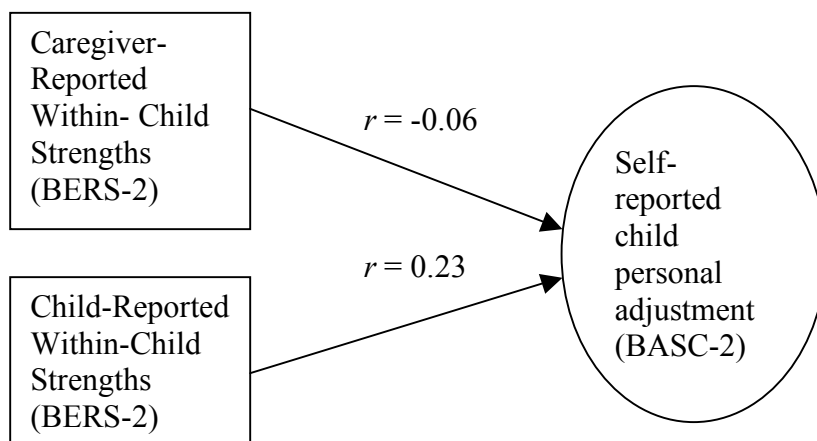 Caregiver-
Reported
Within- Child
Strengths
(BERS-2)
r = -0.06
Self-
reported
child
personal
adjustment
(BASC-2)
r = 0.23
Child-Reported
Within-Child
Strengths
(BERS-2)